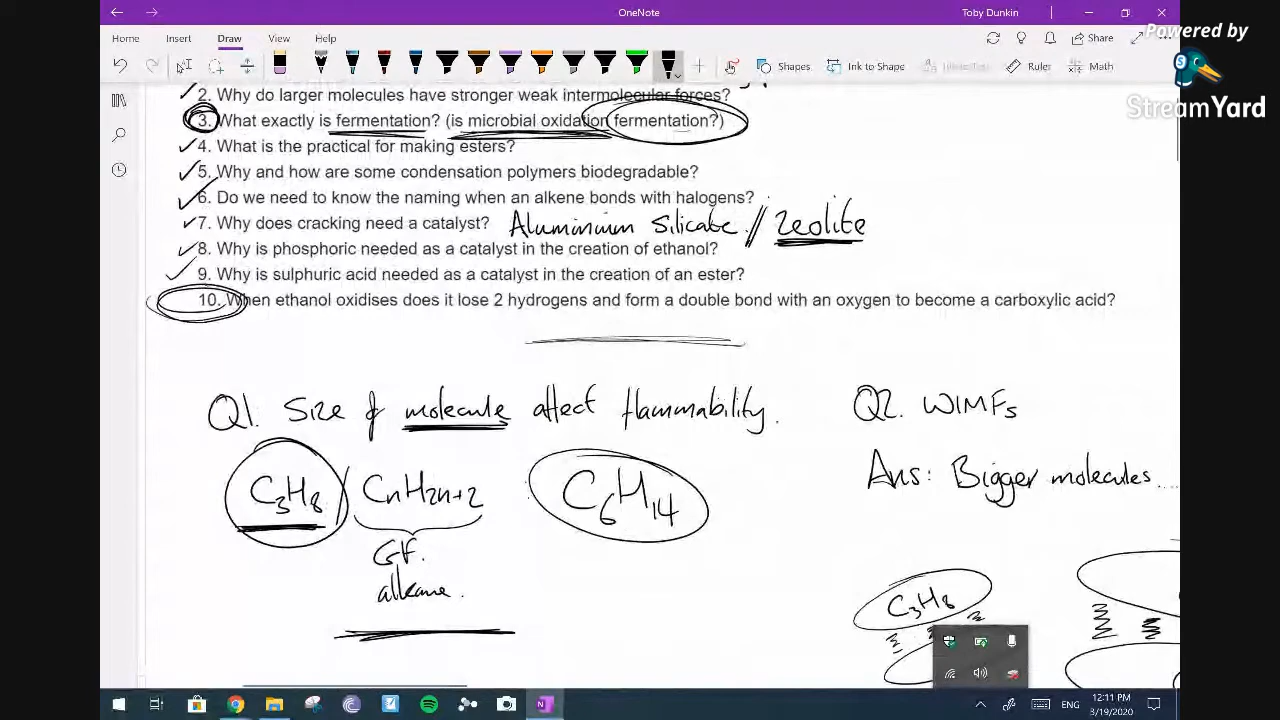 OneNote
Toby Dunkin
Powered by
StreamYard
Home Insert Draw View Help
Share
Shapes Ink to Shape Ink to Text Ruler Math
2. Why do larger molecules have stronger weak intermolecular forces?
3. What exactly is fermentation? (is microbial oxidation fermentation?)
4. What is the practical for making esters?
5. Why and how are some condensation polymers biodegradable?
6. Do we need to know the naming when an alkene bonds with halogens?
7. Why does cracking need a catalyst? Aluminium Silicate // Zeolite
8. Why is phosphoric needed as a catalyst in the creation of ethanol?
9. Why is sulphuric acid needed as a catalyst in the creation of an ester?
10. When ethanol oxidises does it lose 2 hydrogens and form a double bond with an oxygen to become a carboxylic acid?
Q1. Size of molecule affect flammability.
Q2. WIMFs
C3H8 / CnH2n+2 C6H14
Ans: Bigger molecules....
GF.
alkane.
C3H8
12:11 PM
ENG
3/19/2020